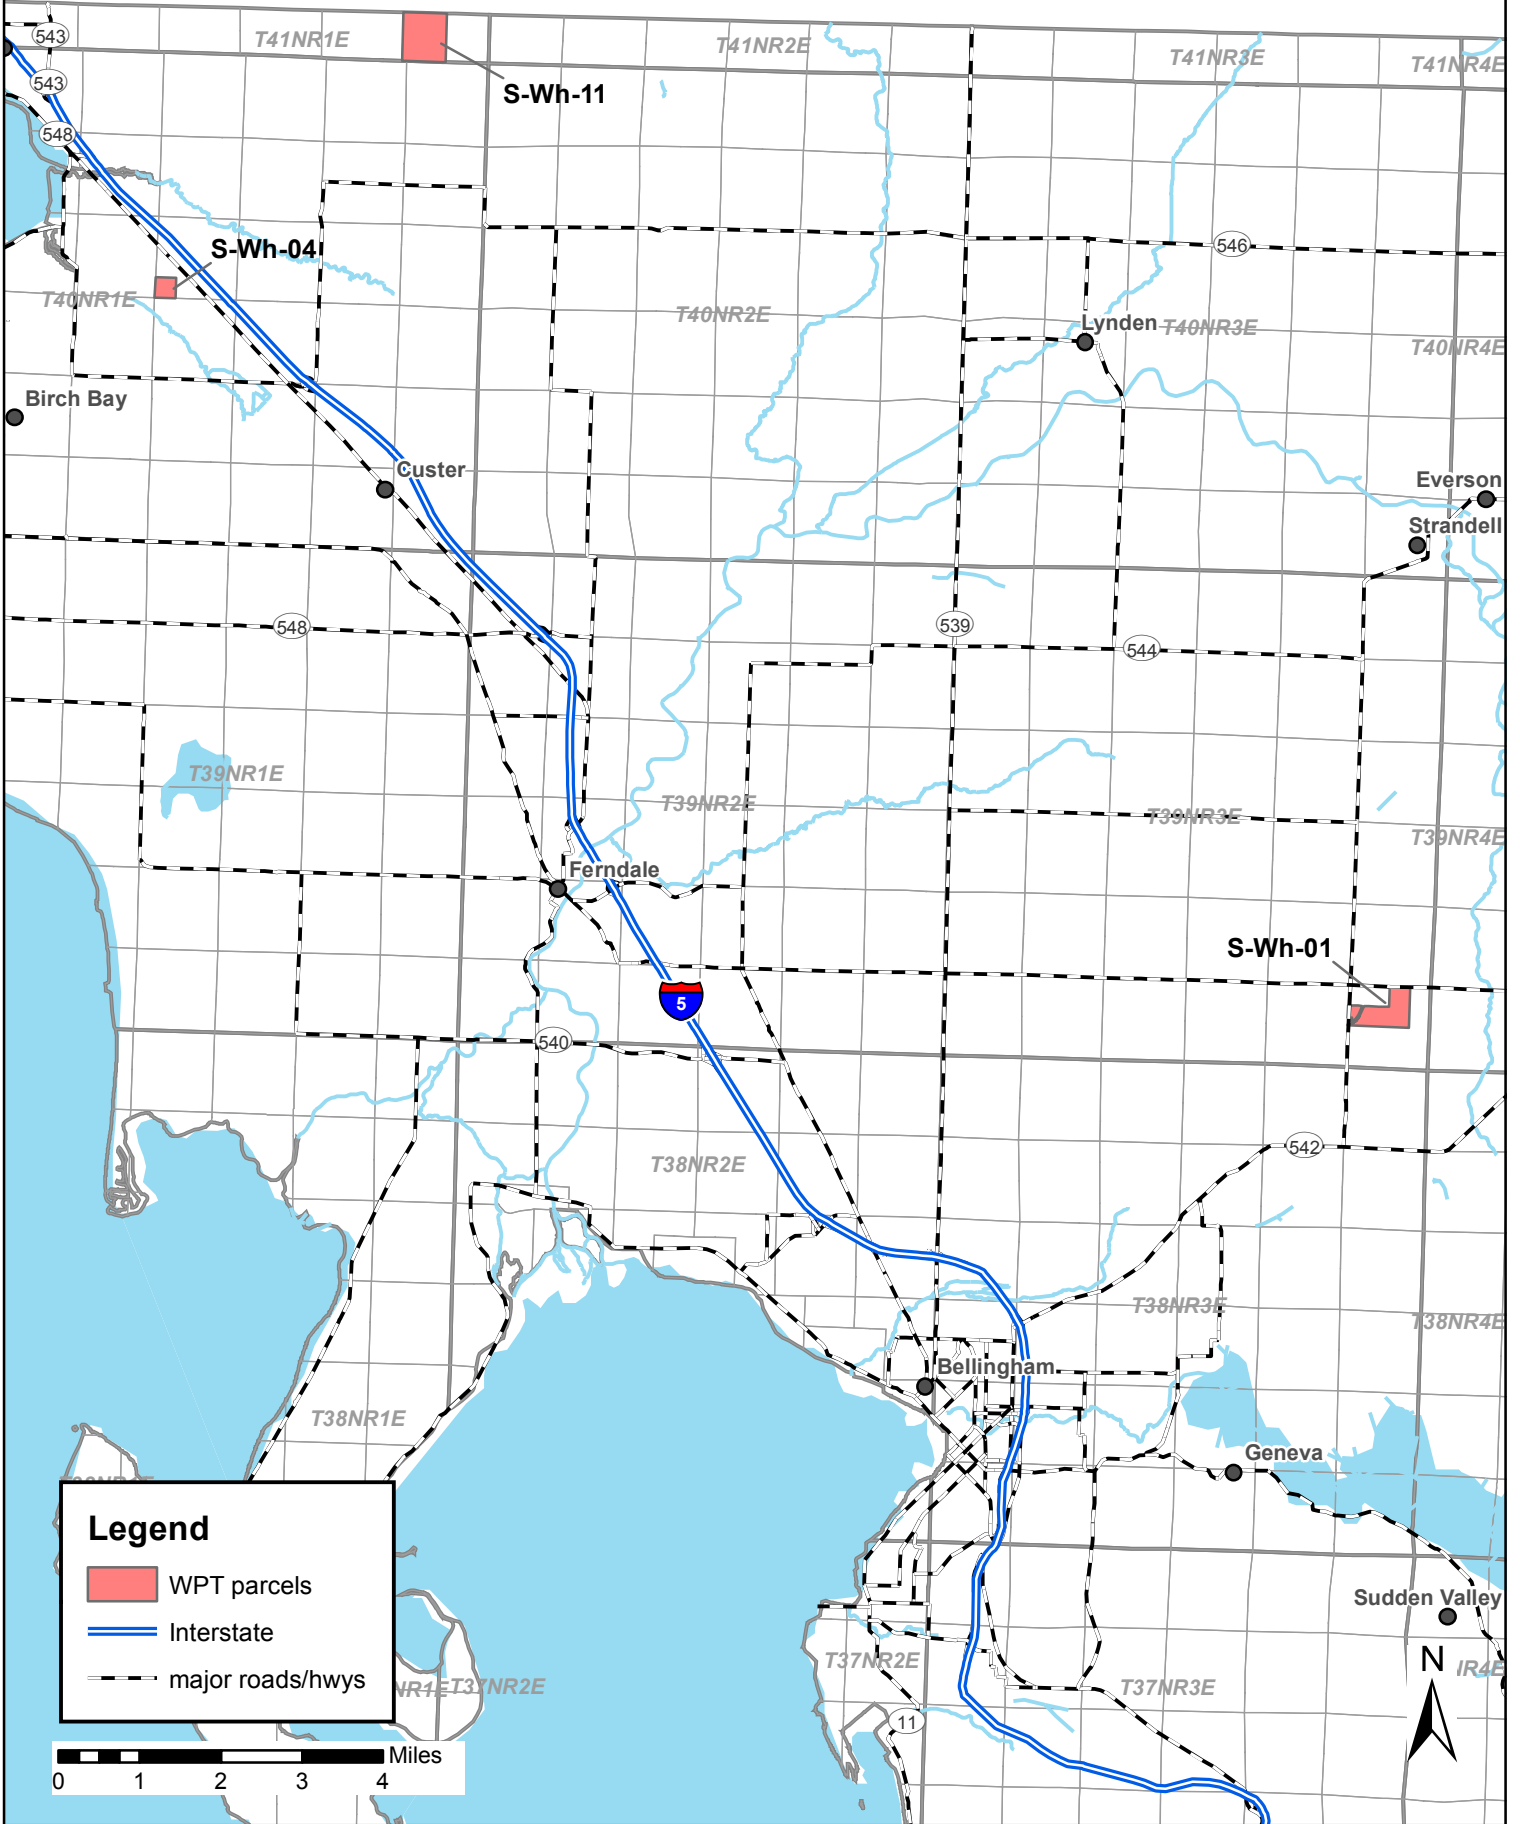 543
T41NR1E
T41NR2E
T41NR3E
T41NR4E
543
S-Wh-11
548
S-Wh-04
546
T40NR1E
T40NR2E
Lynden
T40NR3E
T40NR4E
Birch Bay
Custer
Everson
Strandell
548
539
544
T39NR1E
T39NR2E
T39NR3E
T39NR4E
Ferndale
S-Wh-01
5
540
542
T38NR2E
T38NR3E
T38NR4E
Bellingham
T38NR1E
Geneva
Legend
WPT parcels
Interstate
major roads/hwys
Sudden Valley
T37NR2E
N
IR4E
NR1E
T37NR2E
T37NR3E
11
Miles
0 1 2 3 4